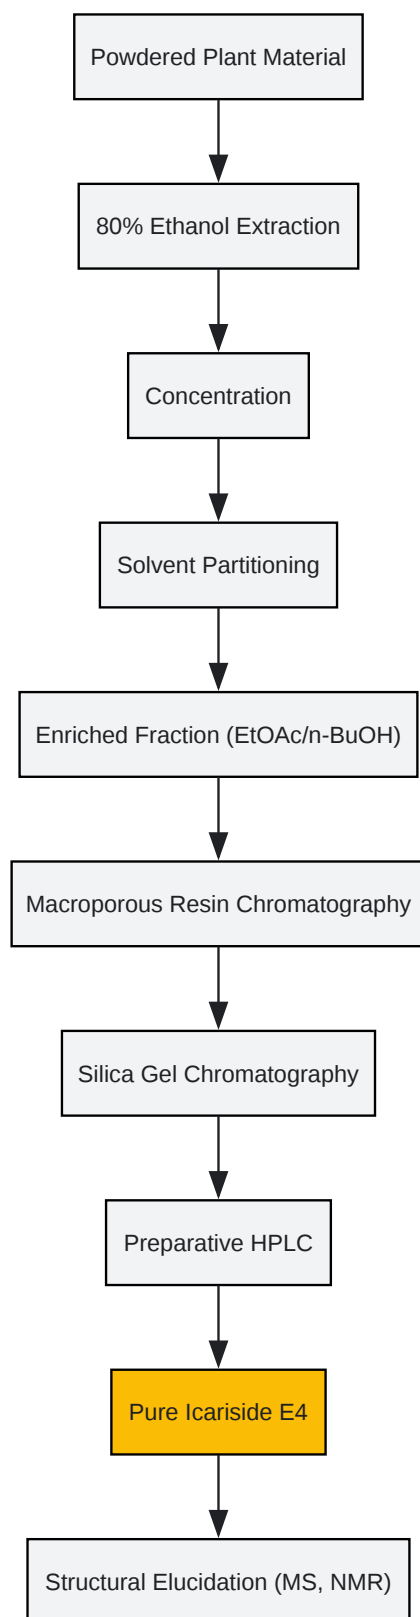 Powdered Plant Material
80% Ethanol Extraction
Concentration
Solvent Partitioning
Enriched Fraction (EtOAc/n-BuOH)
Macroporous Resin Chromatography
Silica Gel Chromatography
Preparative HPLC
Pure Icariside E4
Structural Elucidation (MS, NMR)